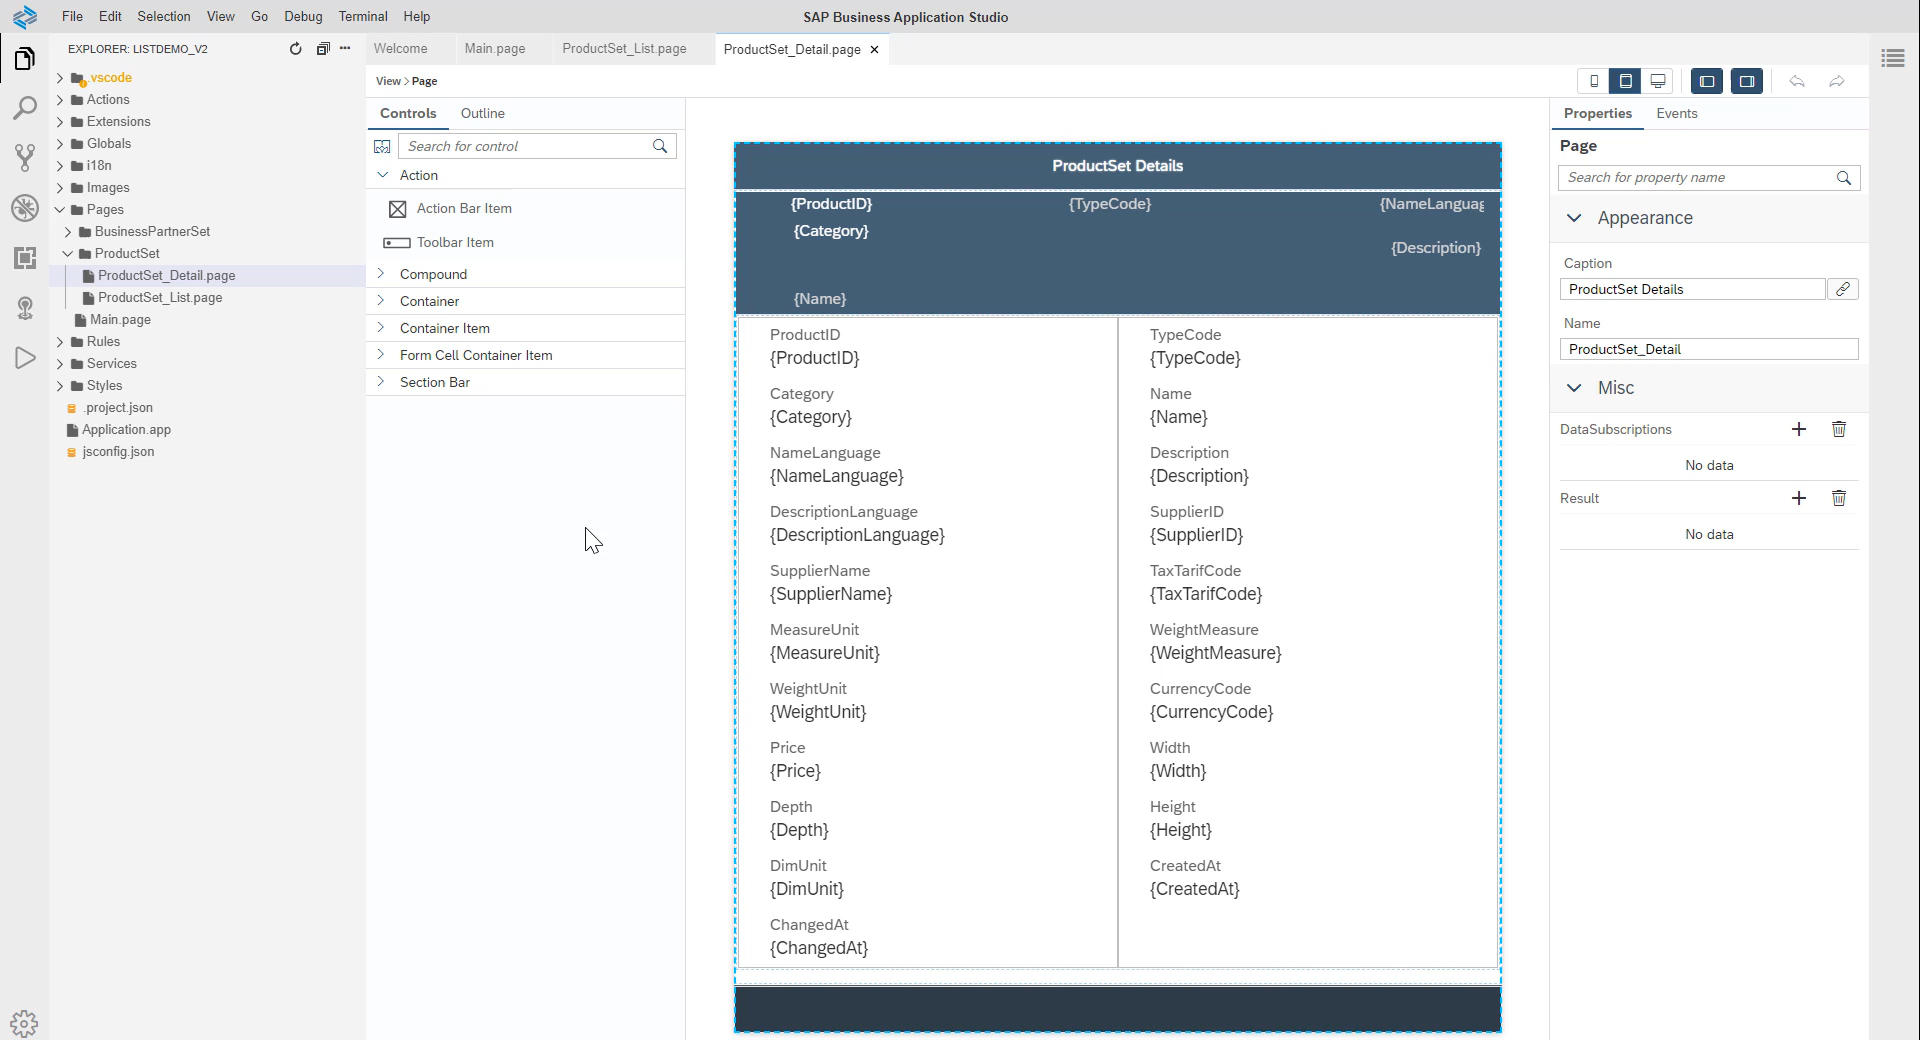 File Edit Selection View Go Debug Terminal Help
SAP Business Application Studio
EXPLORER: LISTDEMO_V2
.vscode
Actions
Extensions
Globals
i18n
Images
Pages
BusinessPartnerSet
ProductSet
ProductSet_Detail.page
ProductSet_List.page
Main.page
Rules
Services
Styles
.project.json
Application.app
jsconfig.json
Welcome Main.page ProductSet_List.page ProductSet_Detail.page
View > Page
Controls Outline
Search for control
Action
Action Bar Item
Toolbar Item
Compound
Container
Container Item
Form Cell Container Item
Section Bar
ProductSet Details
{ProductID} {TypeCode} {NameLanguag
{Category}
{Description}
{Name}
ProductID TypeCode
{ProductID} {TypeCode}
Category Name
{Category} {Name}
NameLanguage Description
{NameLanguage} {Description}
DescriptionLanguage SupplierID
{DescriptionLanguage} {SupplierID}
SupplierName TaxTarifCode
{SupplierName} {TaxTarifCode}
MeasureUnit WeightMeasure
{MeasureUnit} {WeightMeasure}
WeightUnit CurrencyCode
{WeightUnit} {CurrencyCode}
Price Width
{Price} {Width}
Depth Height
{Depth} {Height}
DimUnit CreatedAt
{DimUnit} {CreatedAt}
ChangedAt
{ChangedAt}
Properties Events
Page
Search for property name
Appearance
Caption
ProductSet Details
Name
ProductSet_Detail
Misc
DataSubscriptions
No data
Result
No data